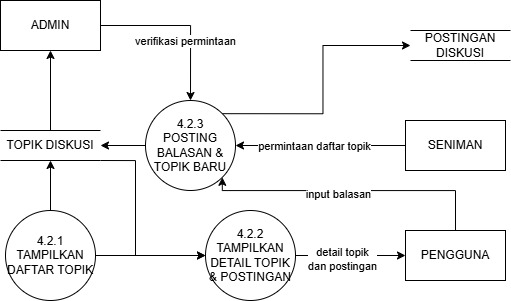 ADMIN
verifikasi permintaan
POSTINGAN
DISKUSI
4.2.3
POSTING
BALASAN &
TOPIK BARU
TOPIK DISKUSI
permintaan daftar topik
SENIMAN
input balasan
4.2.1
TAMPILKAN
DAFTAR TOPIK
4.2.2
TAMPILKAN
DETAIL TOPIK
& POSTINGAN
detail topik
dan postingan
PENGGUNA